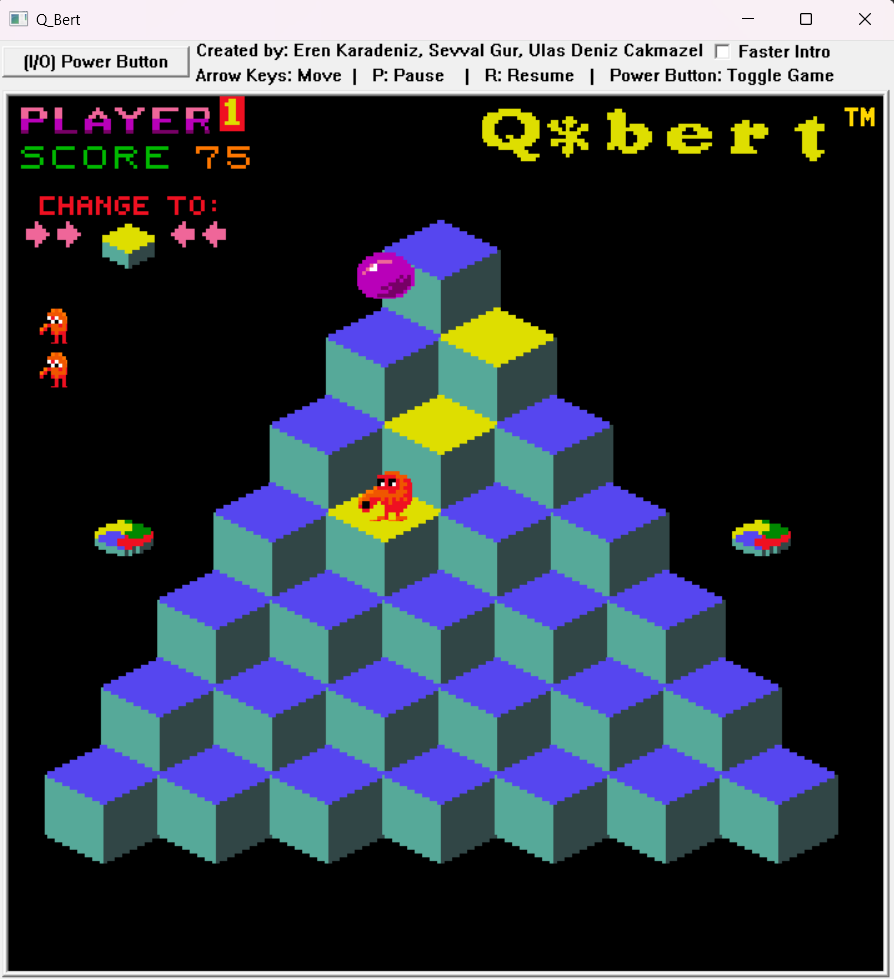 Q_Bert
(I/O) Power Button
Created by: Eren Karadeniz, Sevval Gur, Ulas Deniz Cakmazel
Faster Intro
Arrow Keys: Move | P: Pause | R: Resume | Power Button: Toggle Game
PLAYER 1
Q*bert TM
SCORE 75
CHANGE TO: